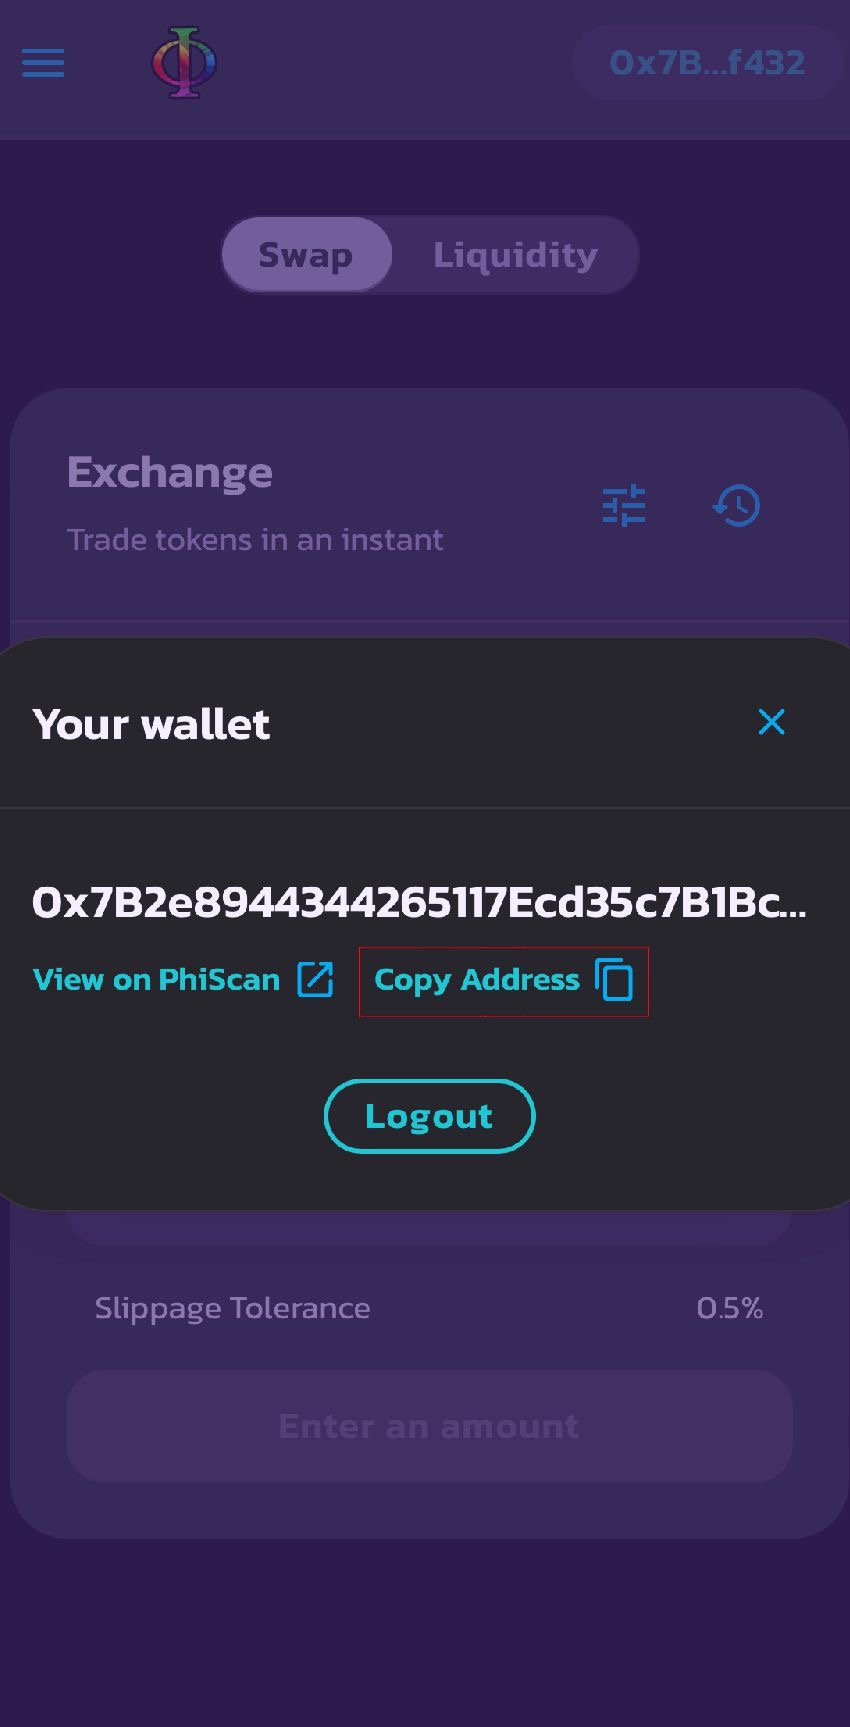 0x7B...f432
Swap
Liquidity
Exchange
Trade tokens in an instant
Your wallet
0x7B2e8944344265117Ecd35c7B1Bc...
View on PhiScan
Copy Address
Logout
Slippage Tolerance
0.5%
Enter an amount